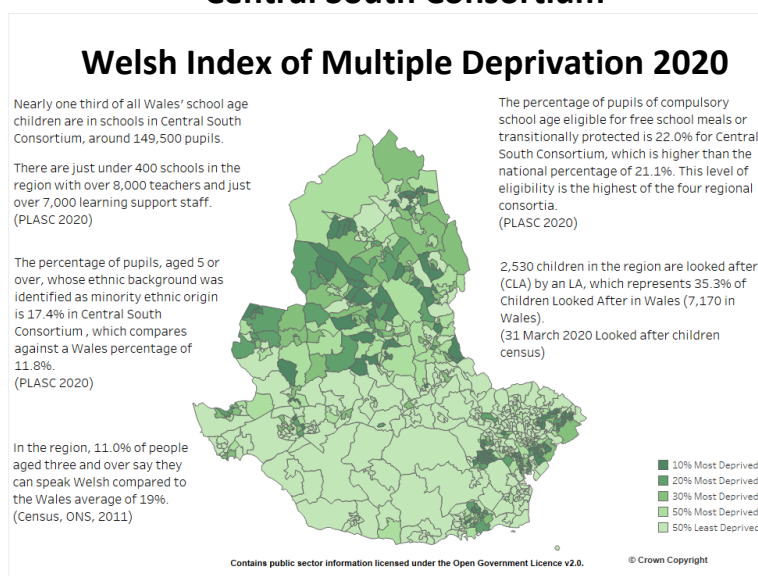 Central South Consortium
Welsh Index of Multiple Deprivation 2020
Nearly one third of all Wales' school age
children are in schools in Central South
Consortium, around 149,500 pupils.
There are just under 400 schools in the
region with over 8,000 teachers and just
over 7,000 learning support staff.
(PLASC 2020)
The percentage of pupils, aged 5 or
over, whose ethnic background was
identified as minority ethnic origin
is 17.4% in Central South
Consortium , which compares
against a Wales percentage of
11.8%.
(PLASC 2020)
In the region, 11.0% of people
aged three and over say they
can speak Welsh compared to
the Wales average of 19%.
(Census, ONS, 2011)
The percentage of pupils of compulsory
school age eligible for free school meals or
transitionally protected is 22.0% for Central
South Consortium, which is higher than the
national percentage of 21.1%. This level of
eligibility is the highest of the four regional
consortia.
(PLASC 2020)
2,530 children in the region are looked after
(CLA) by an LA, which represents 35.3% of
Children Looked After in Wales (7,170 in
Wales).
(31 March 2020 Looked after children
census)
10% Most Deprived
20% Most Deprived
30% Most Deprived
50% Most Deprived
50% Least Deprived
Contains public sector information licensed under the Open Government Licence v2.0.
© Crown Copyright